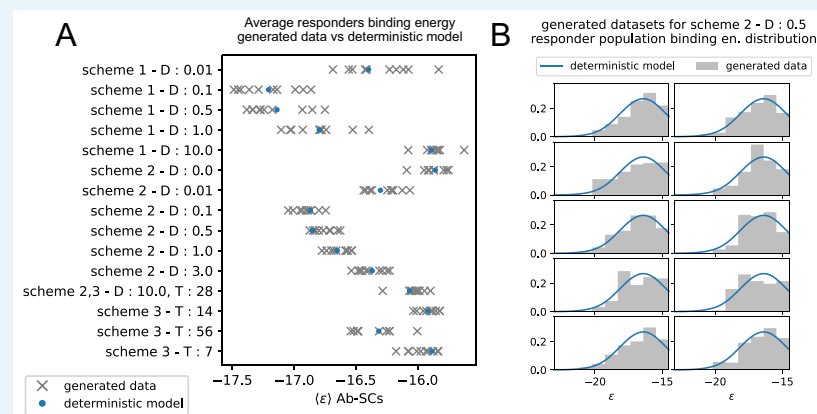 A
Average responders binding energy
generated data vs deterministic model
scheme 1 - D : 0.01
scheme 1 - D : 0.1
scheme 1 - D : 0.5
scheme 1 - D : 1.0
scheme 1 - D : 10.0
scheme 2 - D : 0.0
scheme 2 - D : 0.01
scheme 2 - D : 0.1
scheme 2 - D : 0.5
scheme 2 - D : 1.0
scheme 2 - D : 3.0
scheme 2,3 - D : 10.0, T : 28
scheme 3 - T : 14
scheme 3 - T : 56
scheme 3 - T : 7
−17.5 −17.0 −16.5 −16.0
⟨ε⟩ Ab-SCs
generated data
deterministic model
B
generated datasets for scheme 2 - D : 0.5
responder population binding en. distribution
deterministic model generated data
0.2
0.0
0.2
0.0
0.2
0.0
0.2
0.0
0.2
0.0
−20 −15 −20 −15
ε ε